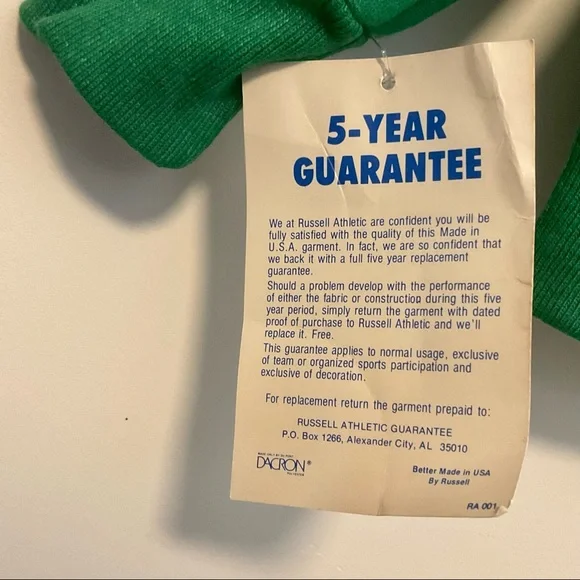 5-YEAR
GUARANTEE
We at Russell Athletic are confident you will be
fully satisfied with the quality of this Made in
U.S.A. garment. In fact, we are so confident that
we back it with a full five year replacement
guarantee.
Should a problem develop with the performance
of either the fabric or construction during this five
year period, simply return the garment with dated
proof of purchase to Russell Athletic and we'll
replace it. Free.
This guarantee applies to normal usage, exclusive
of team or organized sports participation and
exclusive of decoration.
For replacement return the garment prepaid to:
RUSSELL ATHLETIC GUARANTEE
P.O. Box 1266, Alexander City, AL 35010
DACRON®
Better Made in USA
By Russell
RA 001